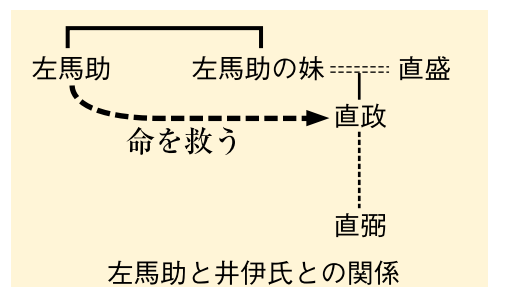 左馬助 左馬助の妹 直盛
直政
命を救う
直弼
左馬助と井伊氏との関係